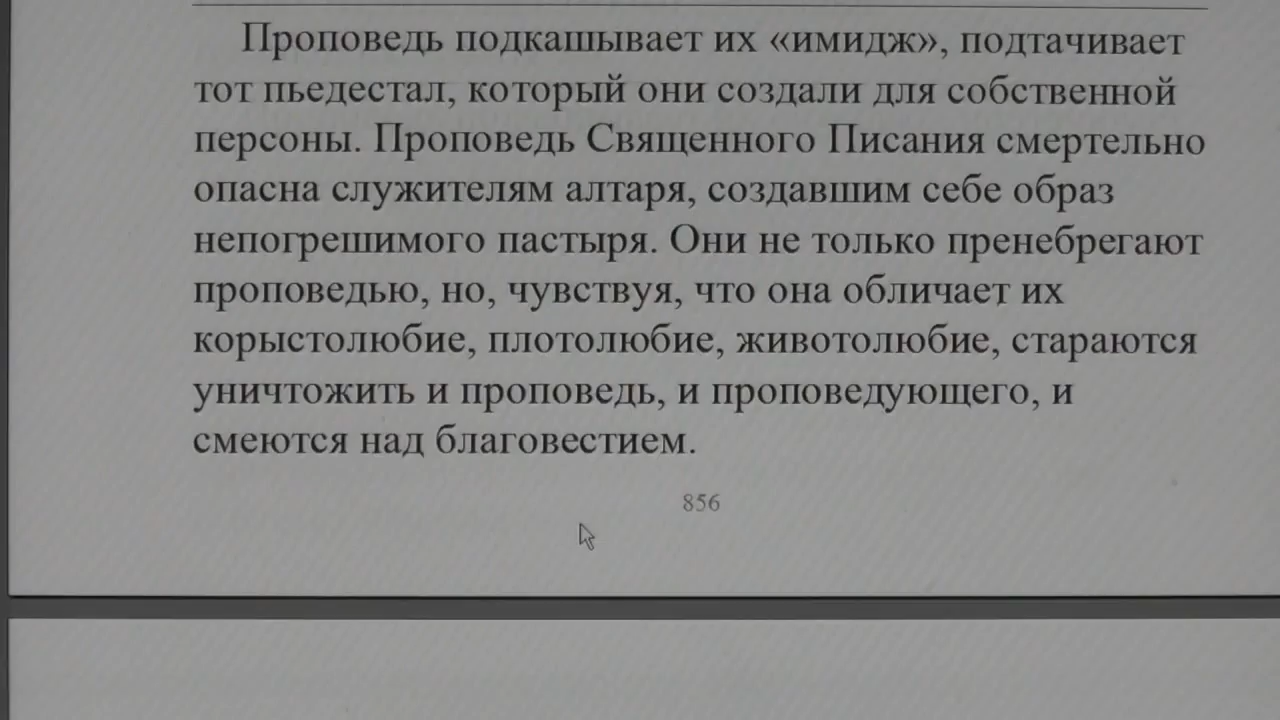 Проповедь подкашывает их «имидж», подтачивает
тот пьедестал, который они создали для собственной
персоны. Проповедь Священного Писания смертельно
опасна служителям алтаря, создавшим себе образ
непогрешимого пастыря. Они не только пренебрегают
проповедью, но, чувствуя, что она обличает их
корыстолюбие, плотолюбие, животолюбие, стараются
уничтожить и проповедь, и проповедующего, и
смеются над благовестием.
856